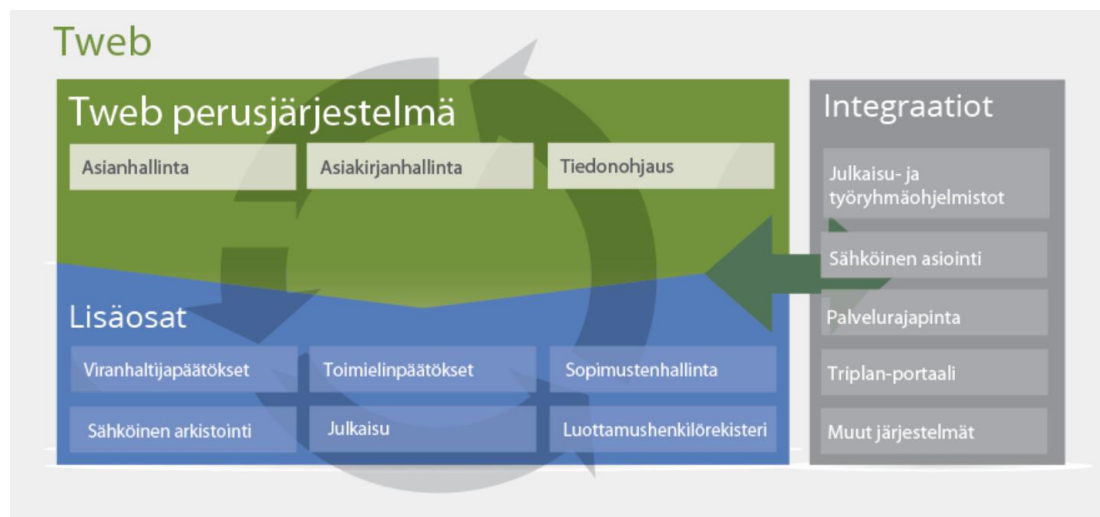 Tweb
Tweb perusjärjestelmä
Asianhallinta
Asiakirjanhallinta
Tiedonohjaus
Lisäosat
Viranhaltijapäätökset
Toimielinpäätökset
Sopimustenhallinta
Sähköinen arkistointi
Julkaisu
Luottamushenkilörekisteri
Integraatiot
Julkaisu- ja
työryhmäohjelmistot
Sähköinen asiointi
Palvelurajapinta
Triplan-portaali
Muut järjestelmät